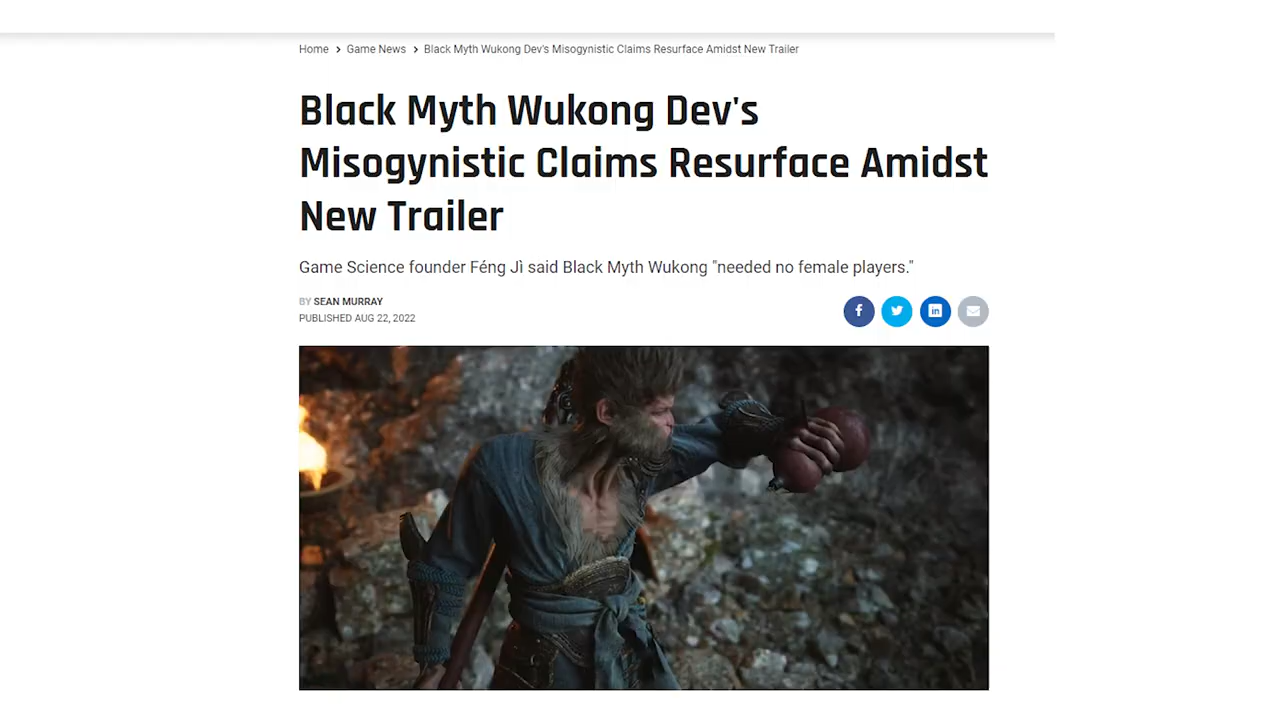 Home > Game News > Black Myth Wukong Dev's Misogynistic Claims Resurface Amidst New Trailer
Black Myth Wukong Dev's
Misogynistic Claims Resurface Amidst
New Trailer
Game Science founder Féng Jì said Black Myth Wukong "needed no female players."
BY SEAN MURRAY
PUBLISHED AUG 22, 2022